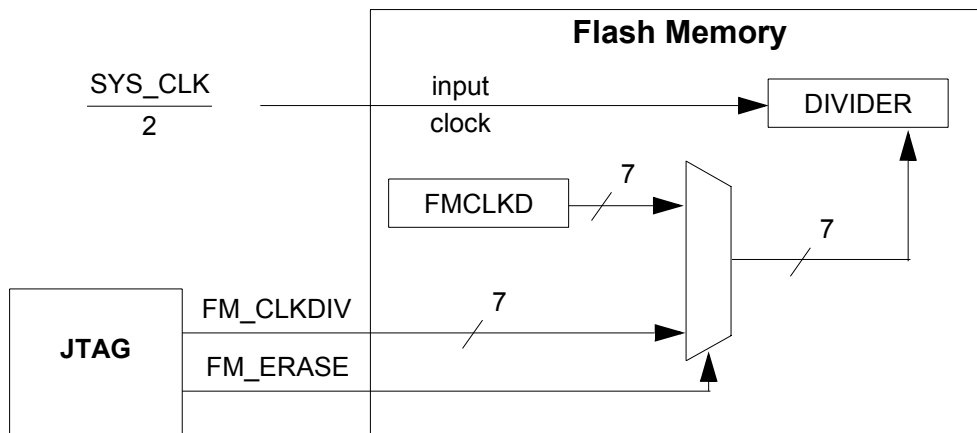 Flash Memory
SYS_CLK
2
input
clock
DIVIDER
7
FMCLKD
7
FM_CLKDIV
7
JTAG
FM_ERASE